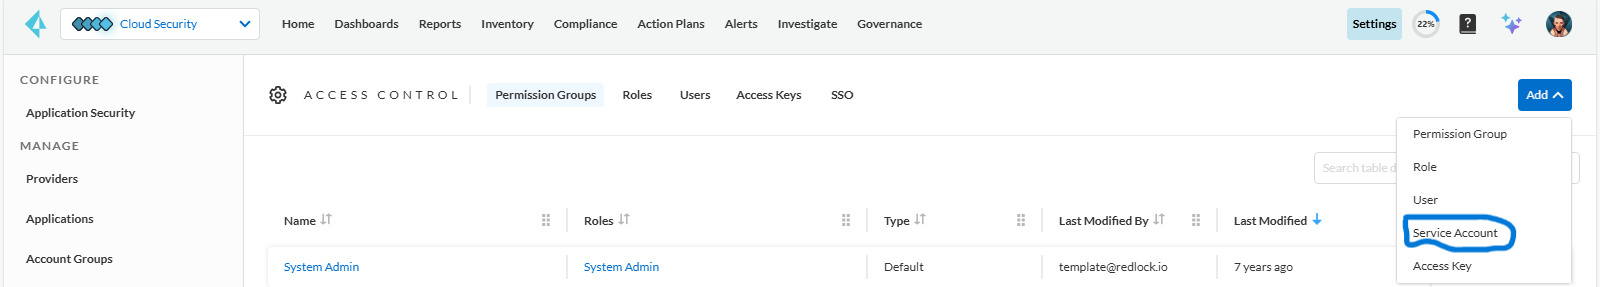 Cloud Security
Home Dashboards Reports Inventory Compliance Action Plans Alerts Investigate Governance
Settings 22% ?
CONFIGURE
Application Security
MANAGE
Providers
Applications
Account Groups
ACCESS CONTROL Permission Groups Roles Users Access Keys SSO
Add
Permission Group
Role
User
Service Account
Access Key
Search table d
Name Roles Type Last Modified By Last Modified
System Admin System Admin Default template@redlock.io 7 years ago